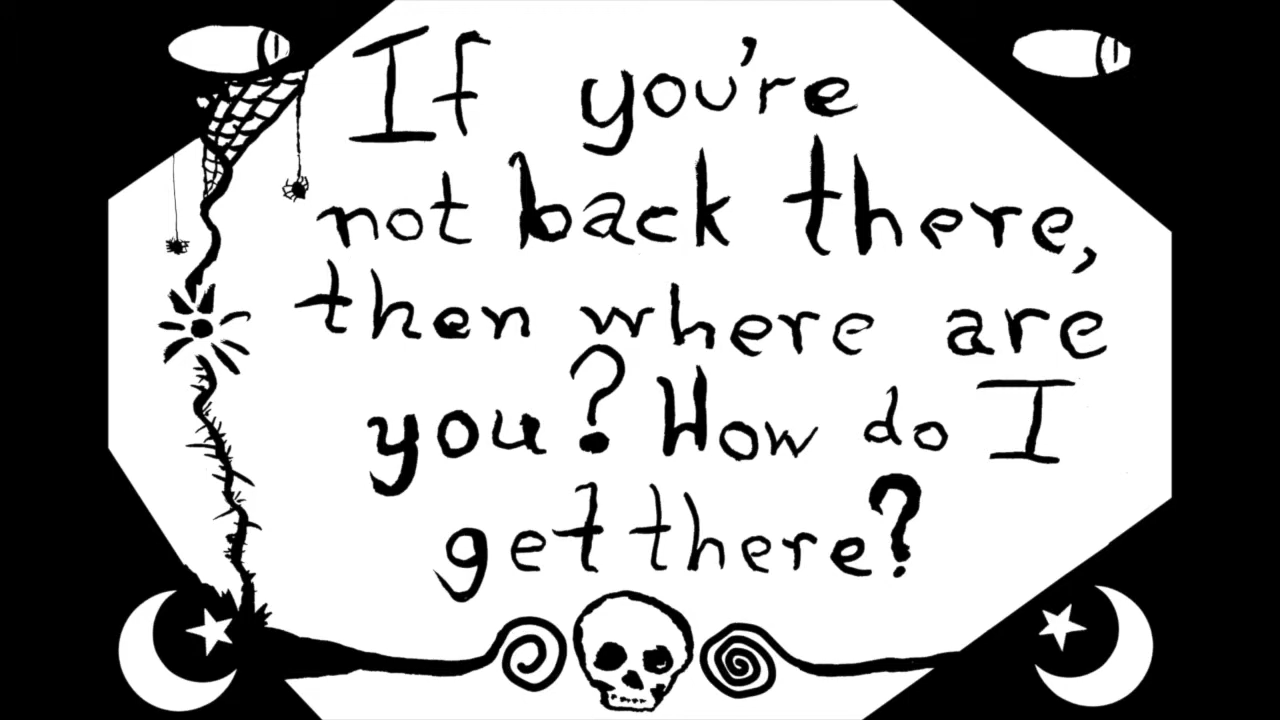 If you're
not back there,
then where are
you? How do I
get there?